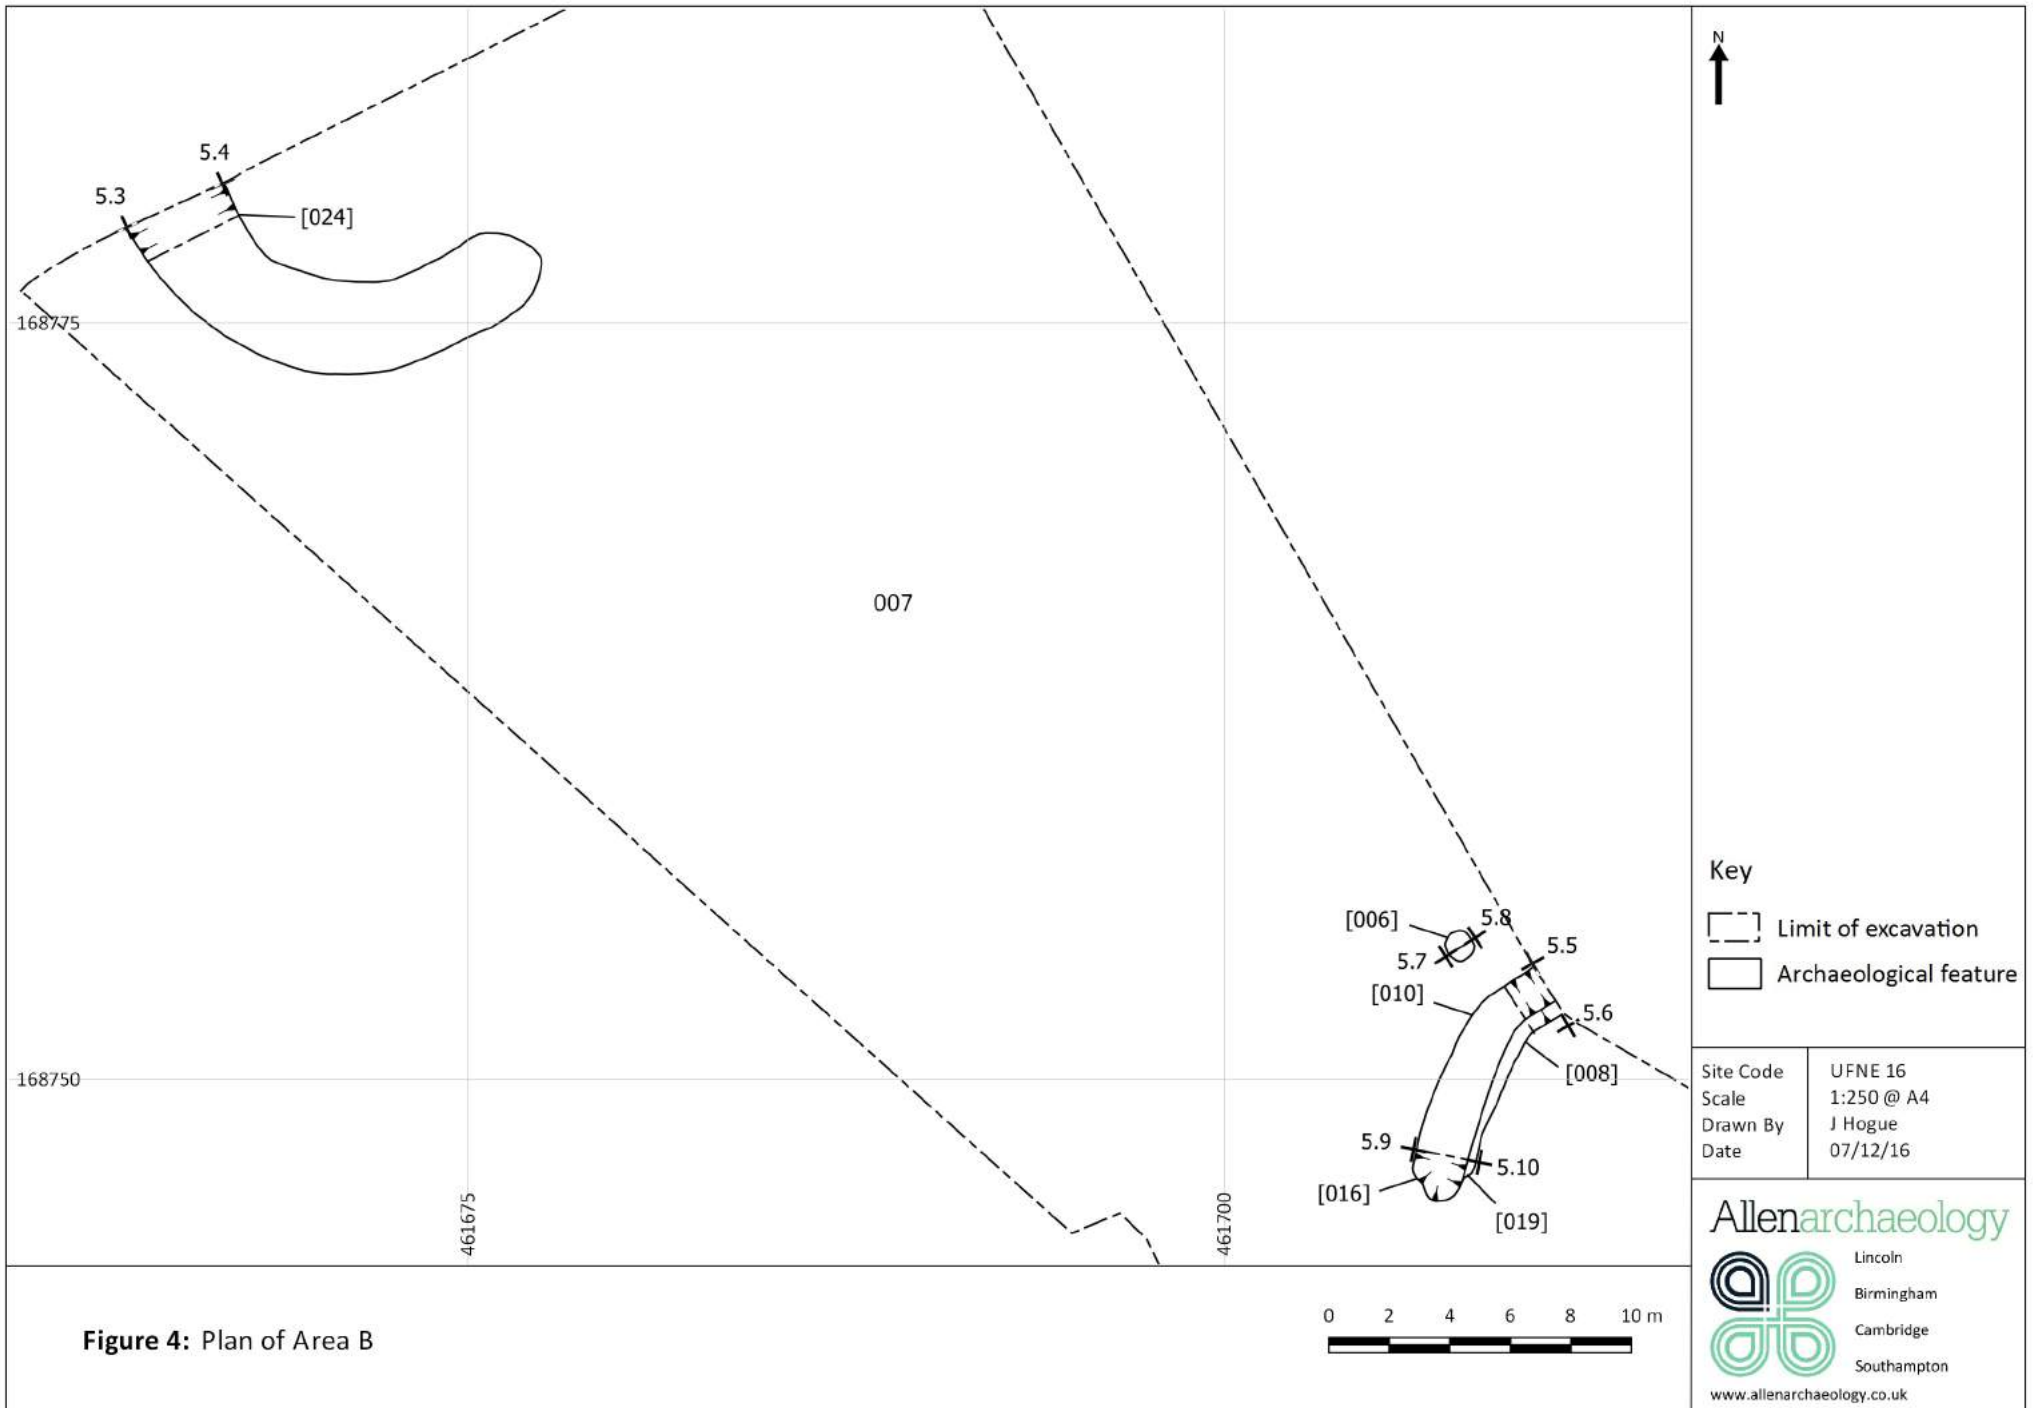 N
5.4
5.3
[024]
168775
007
[006]
5.8
5.7
5.5
[010]
5.6
[008]
168750
5.9
5.10
[016]
[019]
461675
461700
Key
Limit of excavation
Archaeological feature
Site Code UFNE 16
Scale 1:250 @ A4
Drawn By J Hogue
Date 07/12/16
Allenarchaeology
Lincoln
Birmingham
Cambridge
Southampton
www.allenarchaeology.co.uk
Figure 4: Plan of Area B
0 2 4 6 8 10 m